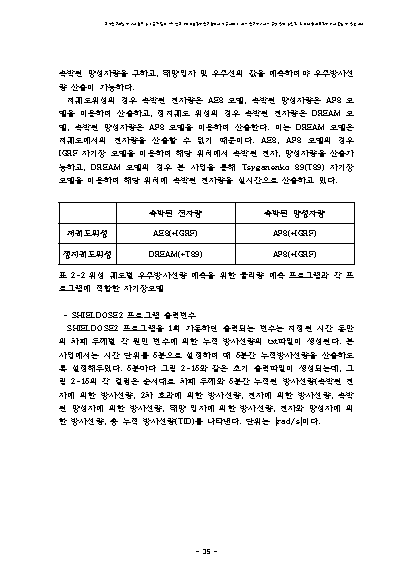 속박된 양성자량을 구하고, 태양입자 및 우주선의 값을 예측하여야 우주방사선
량 산출이 가능하다.
저궤도위성의 경우 속박된 전자량은 AE8 모델, 속박된 양성자량은 AP8 모
델을 이용하여 산출하고, 정지궤도 위성의 경우 속박된 전자량은 DREAM 모
델, 속박된 양성자량은 AP8 모델을 이용하여 산출한다. 이는 DREAM 모델은
저궤도에서의 전자량을 산출할 수 없기 때문이다. AE8, AP8 모델의 경우
IGRF 자기장 모델을 이용하여 해당 위치에서 속박된 전자, 양성자량을 산출가
능하고, DREAM 모델의 경우 본 사업을 통해 Tsyganenko 89(T89) 자기장
모델을 이용하여 해당 위치에 속박된 전자량을 실시간으로 산출하고 있다.
속박된 전자량 속박된 양성자량
저궤도위성 AE8(+IGRF) AP8(+IGRF)
정지궤도위성 DREAM(+T89) AP8(+IGRF)
표 2-2 위성 궤도별 우주방사선량 예측을 위한 물리량 예측 프로그램과 각 프
로그램에 적합한 자기장모델
- SHIELDOSE2 프로그램 출력변수
SHIELDOSE2 프로그램을 1회 가동하면 출력되는 변수는 지정된 시간 동안
의 차폐 두께별 각 원인 변수에 의한 누적 방사선량의 txt파일이 생성된다. 본
사업에서는 시간 단위를 5분으로 설정하여 매 5분간 누적방사선량을 산출하도
록 설정해두었다. 5분마다 그림 2-15와 같은 초기 출력파일이 생성되는데, 그
림 2-15의 각 컬럼은 순서대로 차폐 두께와 5분간 누적된 방사선량(속박된 전
자에 의한 방사선량, 2차 효과에 의한 방사선량, 전자에 의한 방사선량, 속박
된 양성자에 의한 방사선량, 태양 입자에 의한 방사선량, 전자와 양성자에 의
한 방사선량, 총 누적 방사선량(TID)를 나타낸다. 단위는 [rad/s]이다.
- 35 -